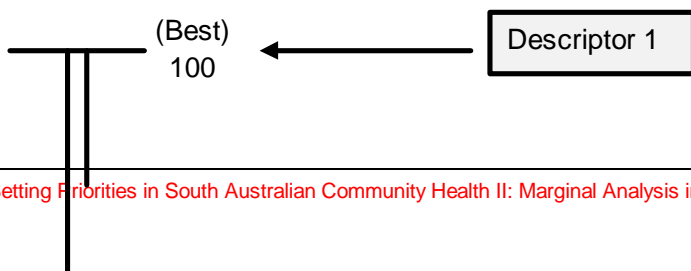 (Best)
100
Descriptor 1
etting Priorities in South Australian Community Health II: Marginal Analysis i